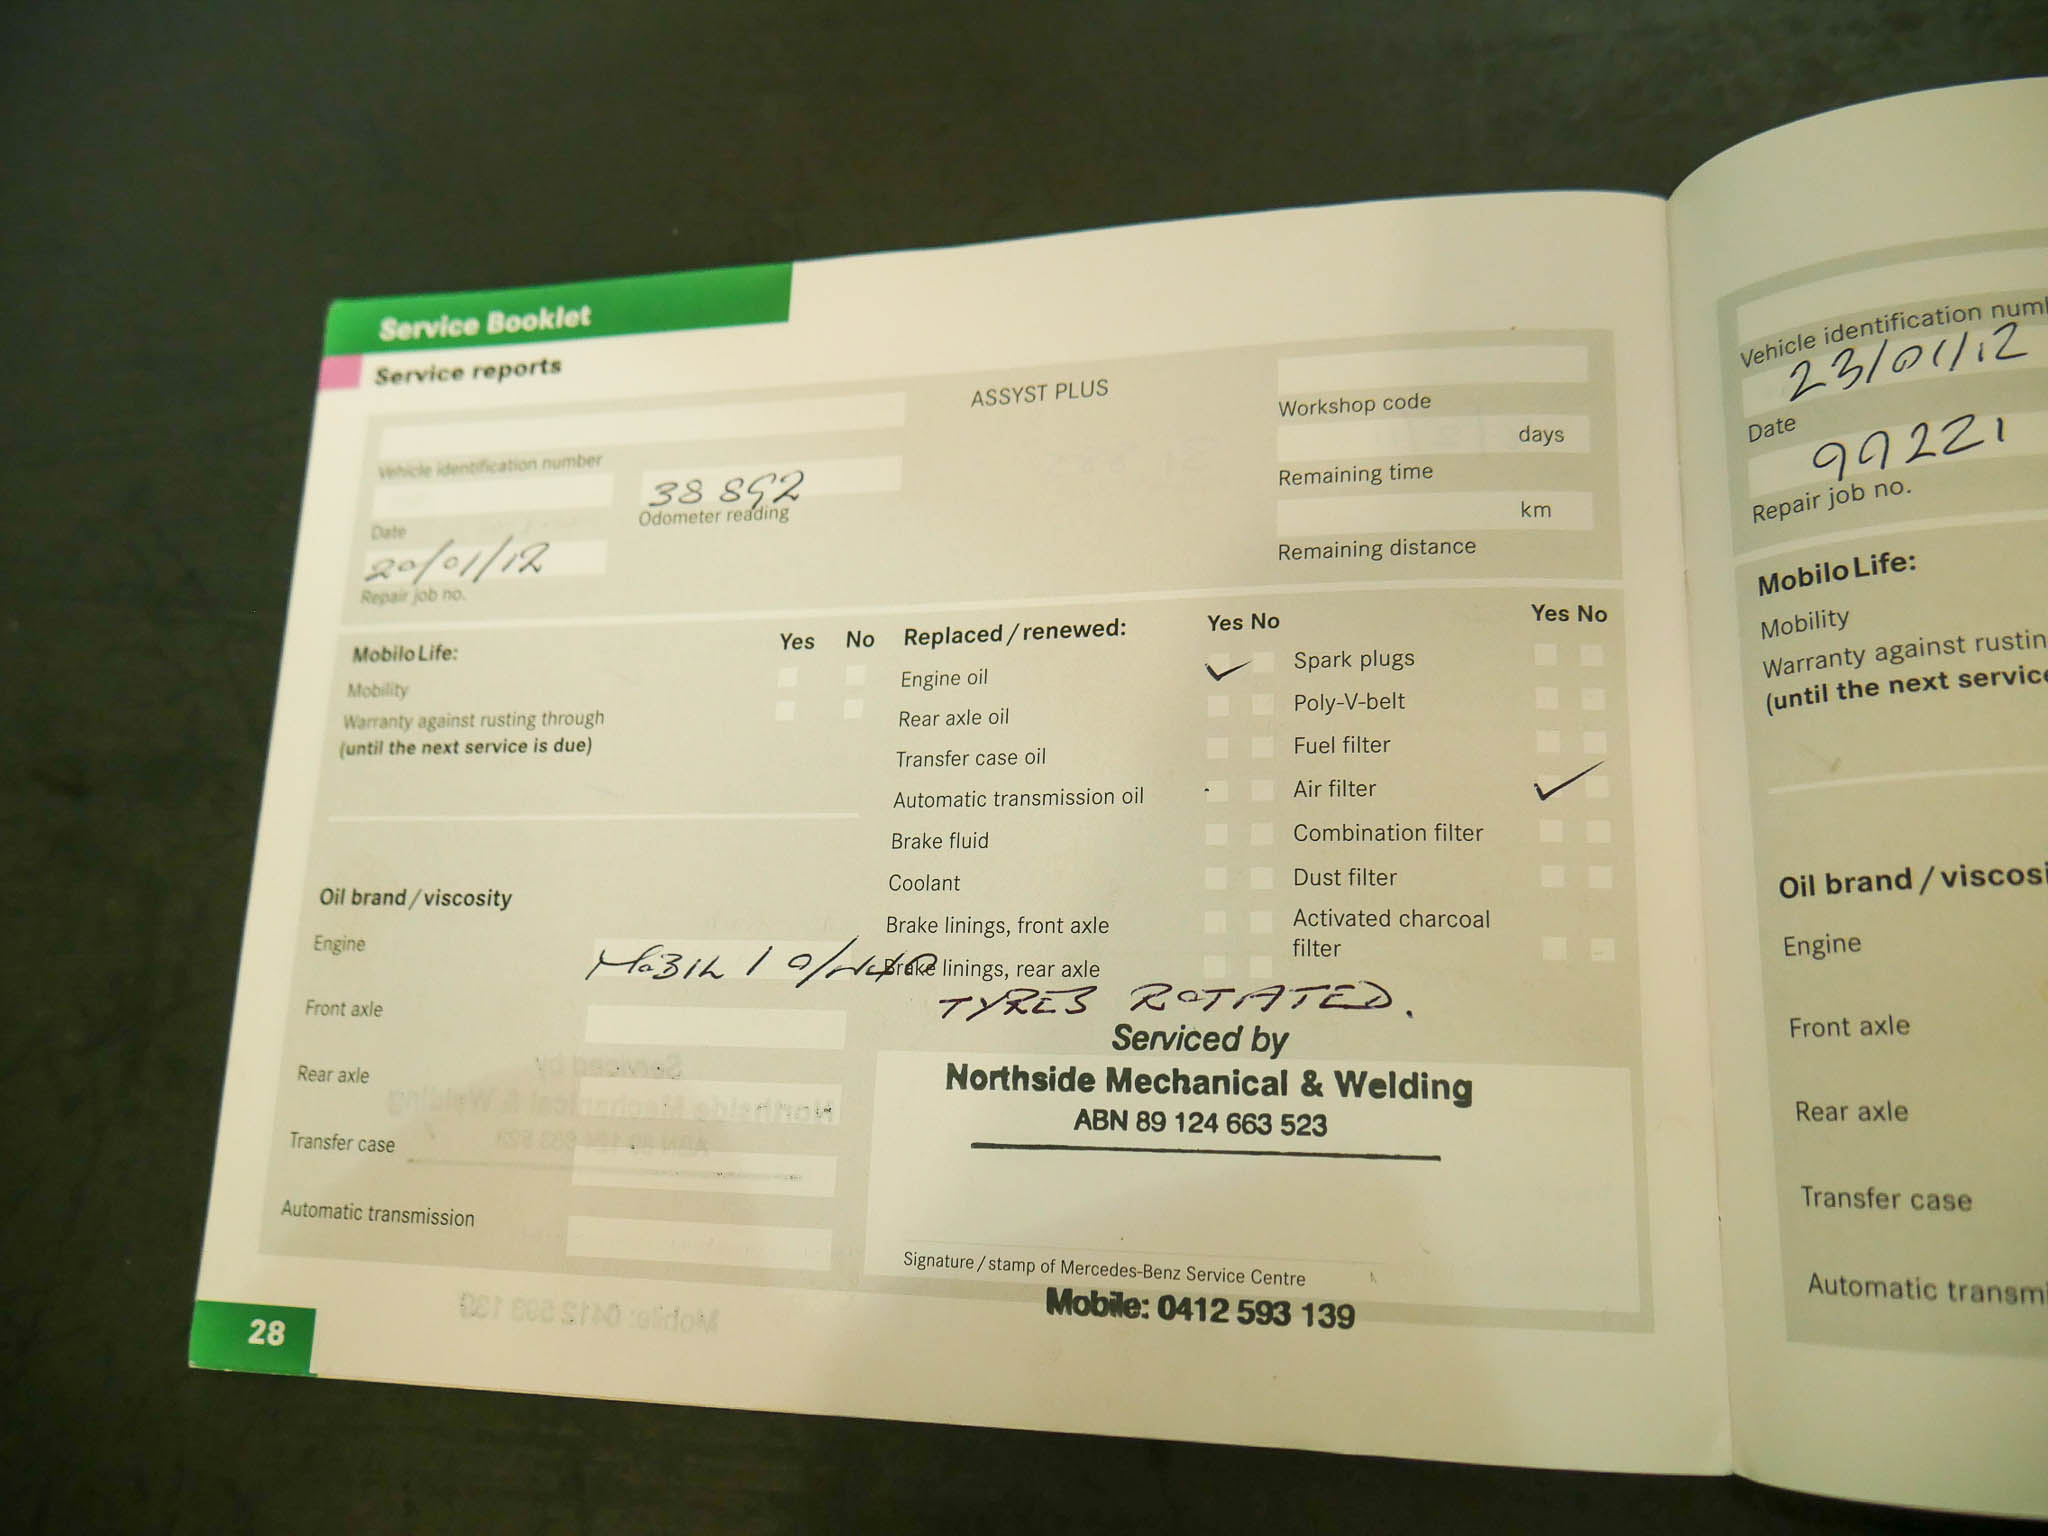 Service Booklet
Service reports
ASSYST PLUS
Workshop code
Vehicle identification number
days
Remaining time
38 892
Odometer reading
Date
km
Remaining distance
20/01/12
Repair job no.
MobiloLife:
Yes No
Mobility
Warranty against rusting through
(until the next service is due)
Replaced / renewed:
Yes No
Engine oil
Rear axle oil
Transfer case oil
Automatic transmission oil
Brake fluid
Coolant
Brake linings, front axle
Brake linings, rear axle
Yes No
Spark plugs
Poly-V-belt
Fuel filter
Air filter
Combination filter
Dust filter
Activated charcoal
filter
Oil brand / viscosity
Engine
MOBIL 1 0/W40
Front axle
Rear axle
Transfer case
Automatic transmission
TYRES ROTATED.
Serviced by
Northside Mechanical & Welding
ABN 89 124 663 523
Signature / stamp of Mercedes-Benz Service Centre
Mobile: 0412 593 139
28
Vehicle identification
23/01/12
Date
99221
Repair job no.
Mobilo Life:
Mobility
Warranty against
(until the next
Oil brand /
Engine
Front axle
Rear axle
Transfer case
Automatic